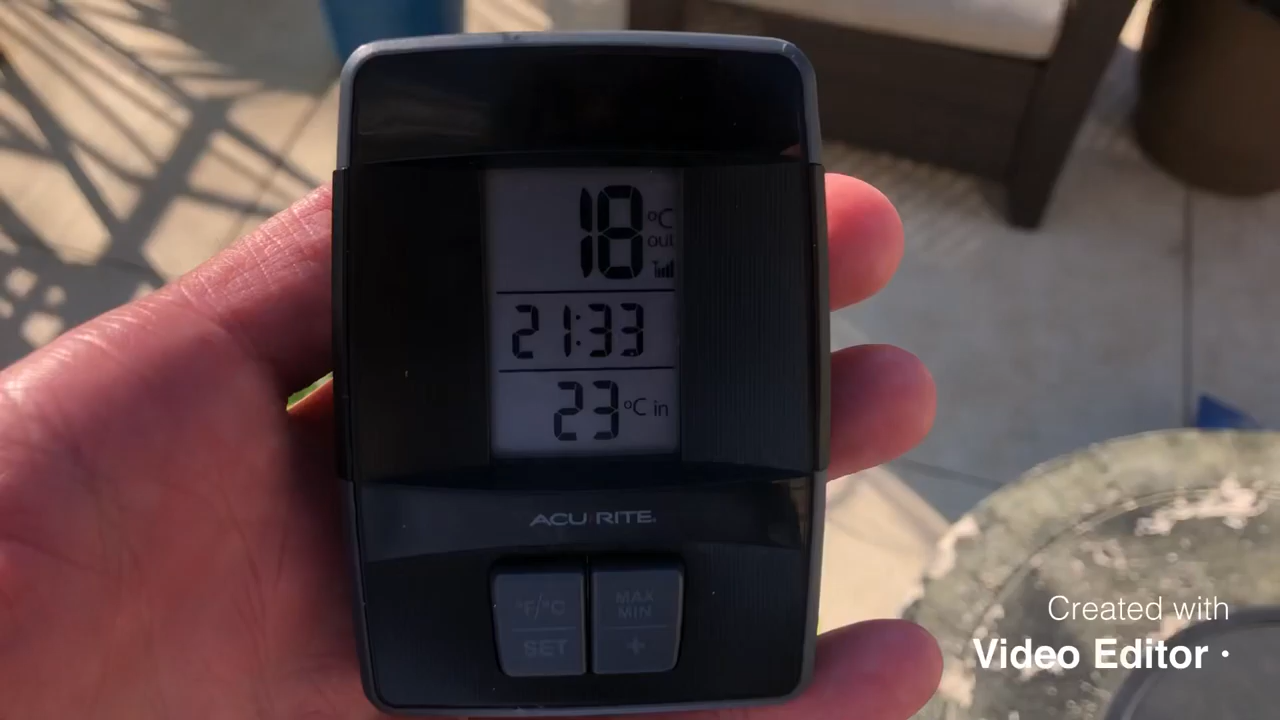 18 °C
out
21:33
23 °C in
ACU RITE
°F/°C
SET
MAX
MIN
+
Created with
Video Editor